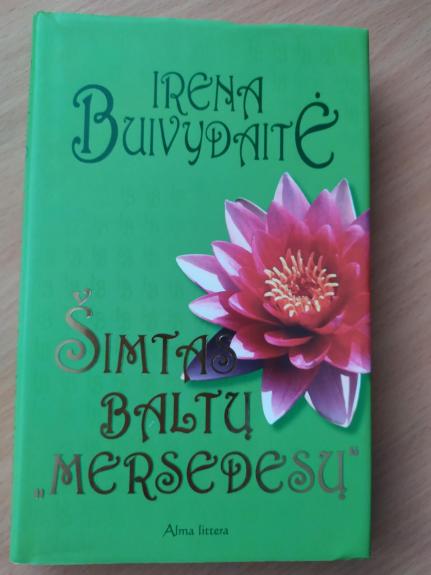 IRENA
BUIVYDAITĖ
ŠIMTAS
BALTŲ
„MERSEDESŲ“
Alma littera